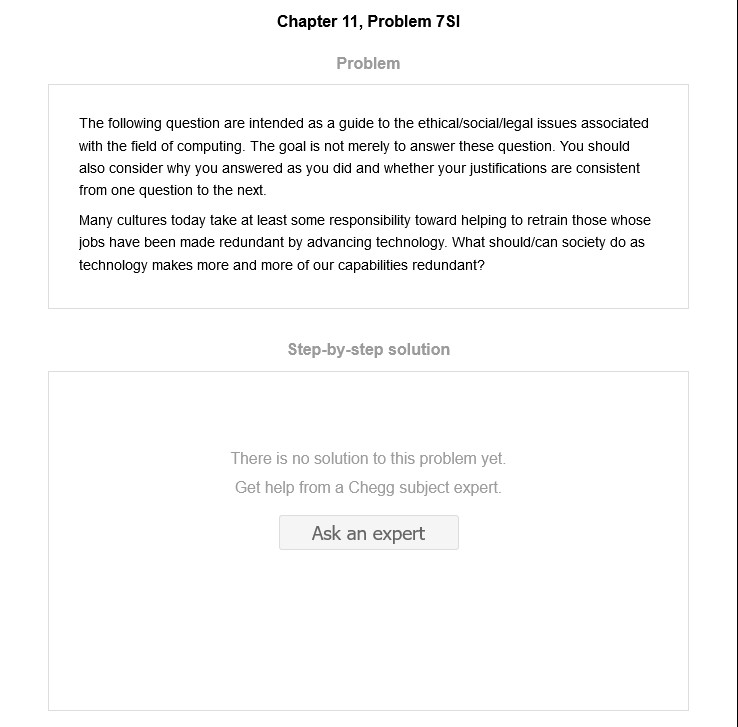 Chapter 11, Problem 7SI
Problem
The following question are intended as a guide to the ethical/social/legal issues associated
with the field of computing. The goal is not merely to answer these question. You should
also consider why you answered as you did and whether your justifications are consistent
from one question to the next.
Many cultures today take at least some responsibility toward helping to retrain those whose
jobs have been made redundant by advancing technology. What should/can society do as
technology makes more and more of our capabilities redundant?
Step-by-step solution
There is no solution to this problem yet.
Get help from a Chegg subject expert.
Ask an expert